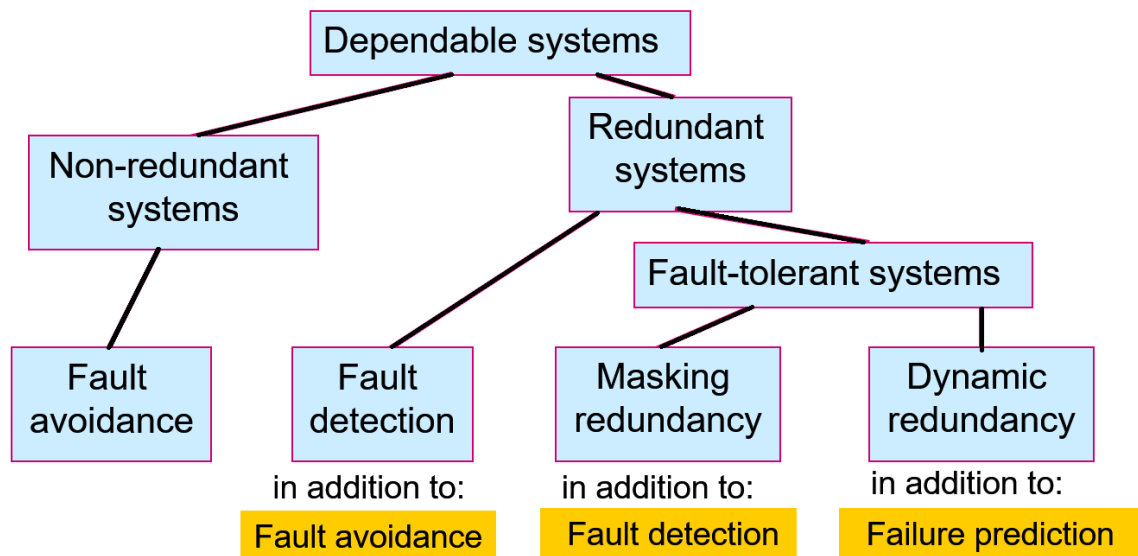 Dependable systems
Redundant
systems
Non-redundant
systems
Fault-tolerant systems
Fault
avoidance
Fault
detection
Masking
redundancy
Dynamic
redundancy
in addition to:
in addition to:
in addition to:
Fault avoidance
Fault detection
Failure prediction